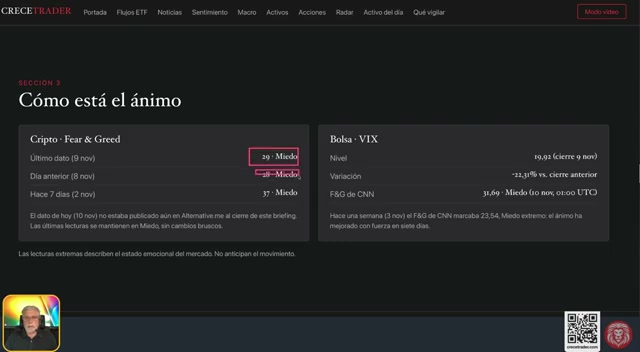 CRECETRADER
Portada Flujos ETF Noticias Sentimiento Macro Activos Acciones Radar Activo del día Qué vigilar
Modo vídeo
SECCIÓN 3
Cómo está el ánimo
Cripto · Fear & Greed
Último dato (9 nov) 29 · Miedo
Día anterior (8 nov) 28 · Miedo
Hace 7 días (2 nov) 37 · Miedo
El dato de hoy (10 nov) no estaba publicado aún en Alternative.me al cierre de este briefing.
Las últimas lecturas se mantienen en Miedo, sin cambios bruscos.
Bolsa · VIX
Nivel 19,92 (cierre 9 nov)
Variación -22,31% vs. cierre anterior
F&G de CNN 31,69 · Miedo (10 nov, 01:00 UTC)
Hace una semana (3 nov) el F&G de CNN marcaba 23,54, Miedo extremo: el ánimo ha
mejorado con fuerza en siete días.
Las lecturas extremas describen el estado emocional del mercado. No anticipan el movimiento.
crecetrader.com